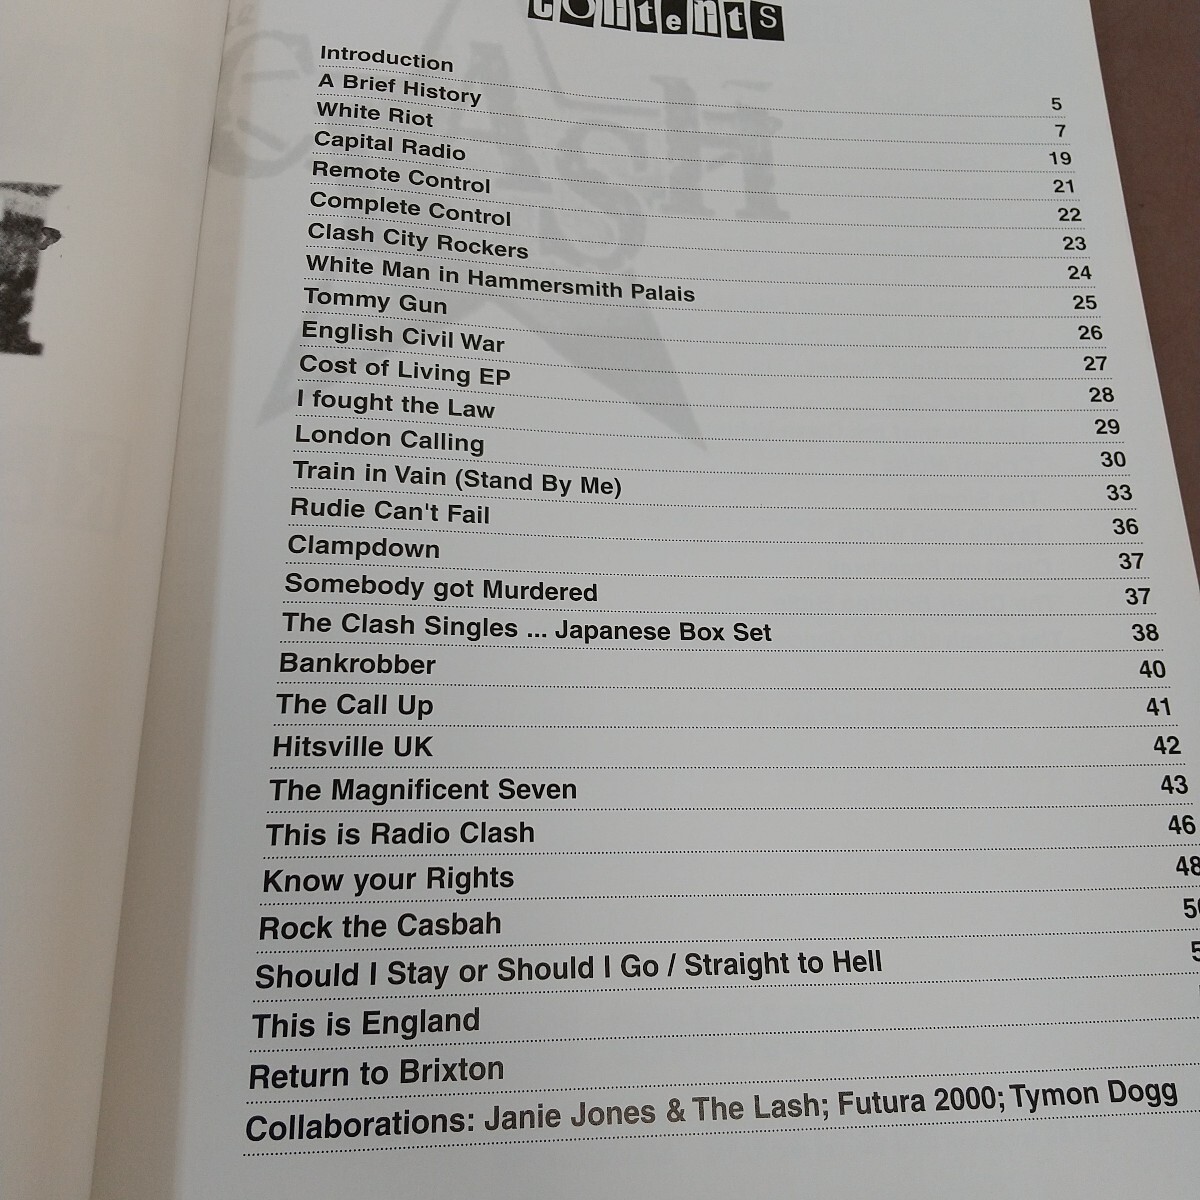 Contents
Introduction 5
A Brief History 7
White Riot 19
Capital Radio 21
Remote Control 22
Complete Control 23
Clash City Rockers 24
White Man in Hammersmith Palais 25
Tommy Gun 26
English Civil War 27
Cost of Living EP 28
I fought the Law 29
London Calling 30
Train in Vain (Stand By Me) 33
Rudie Can't Fail 36
Clampdown 37
Somebody got Murdered 37
The Clash Singles ... Japanese Box Set 38
Bankrobber 40
The Call Up 41
Hitsville UK 42
The Magnificent Seven 43
This is Radio Clash 46
Know your Rights 48
Rock the Casbah
Should I Stay or Should I Go / Straight to Hell
This is England
Return to Brixton
Collaborations: Janie Jones & The Lash; Futura 2000; Tymon Dogg